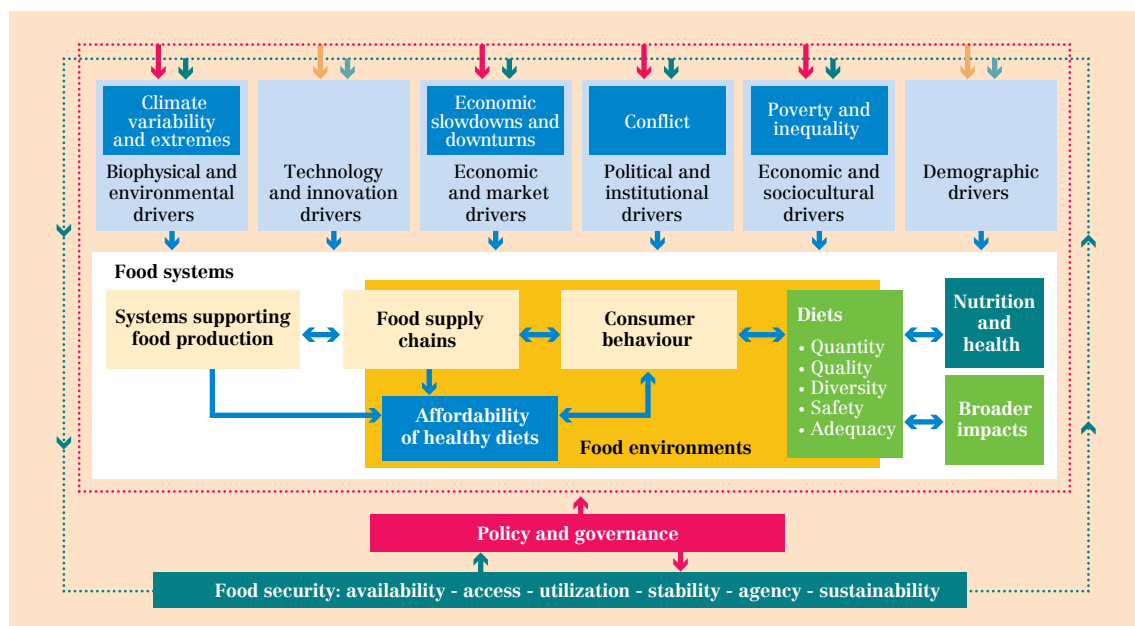 Climate
variability
and extremes
Biophysical and
environmental
drivers
Technology
and innovation
drivers
Economic
slowdowns and
downturns
Economic
and market
drivers
Conflict
Political and
institutional
drivers
Poverty and
inequality
Economic and
sociocultural
drivers
Demographic
drivers
Food systems
Systems supporting
food production
Food supply
chains
Consumer
behaviour
Diets
• Quantity
• Quality
• Diversity
• Safety
• Adequacy
Nutrition
and
health
Affordability
of healthy diets
Food environments
Broader
impacts
Policy and governance
Food security: availability - access - utilization - stability - agency - sustainability